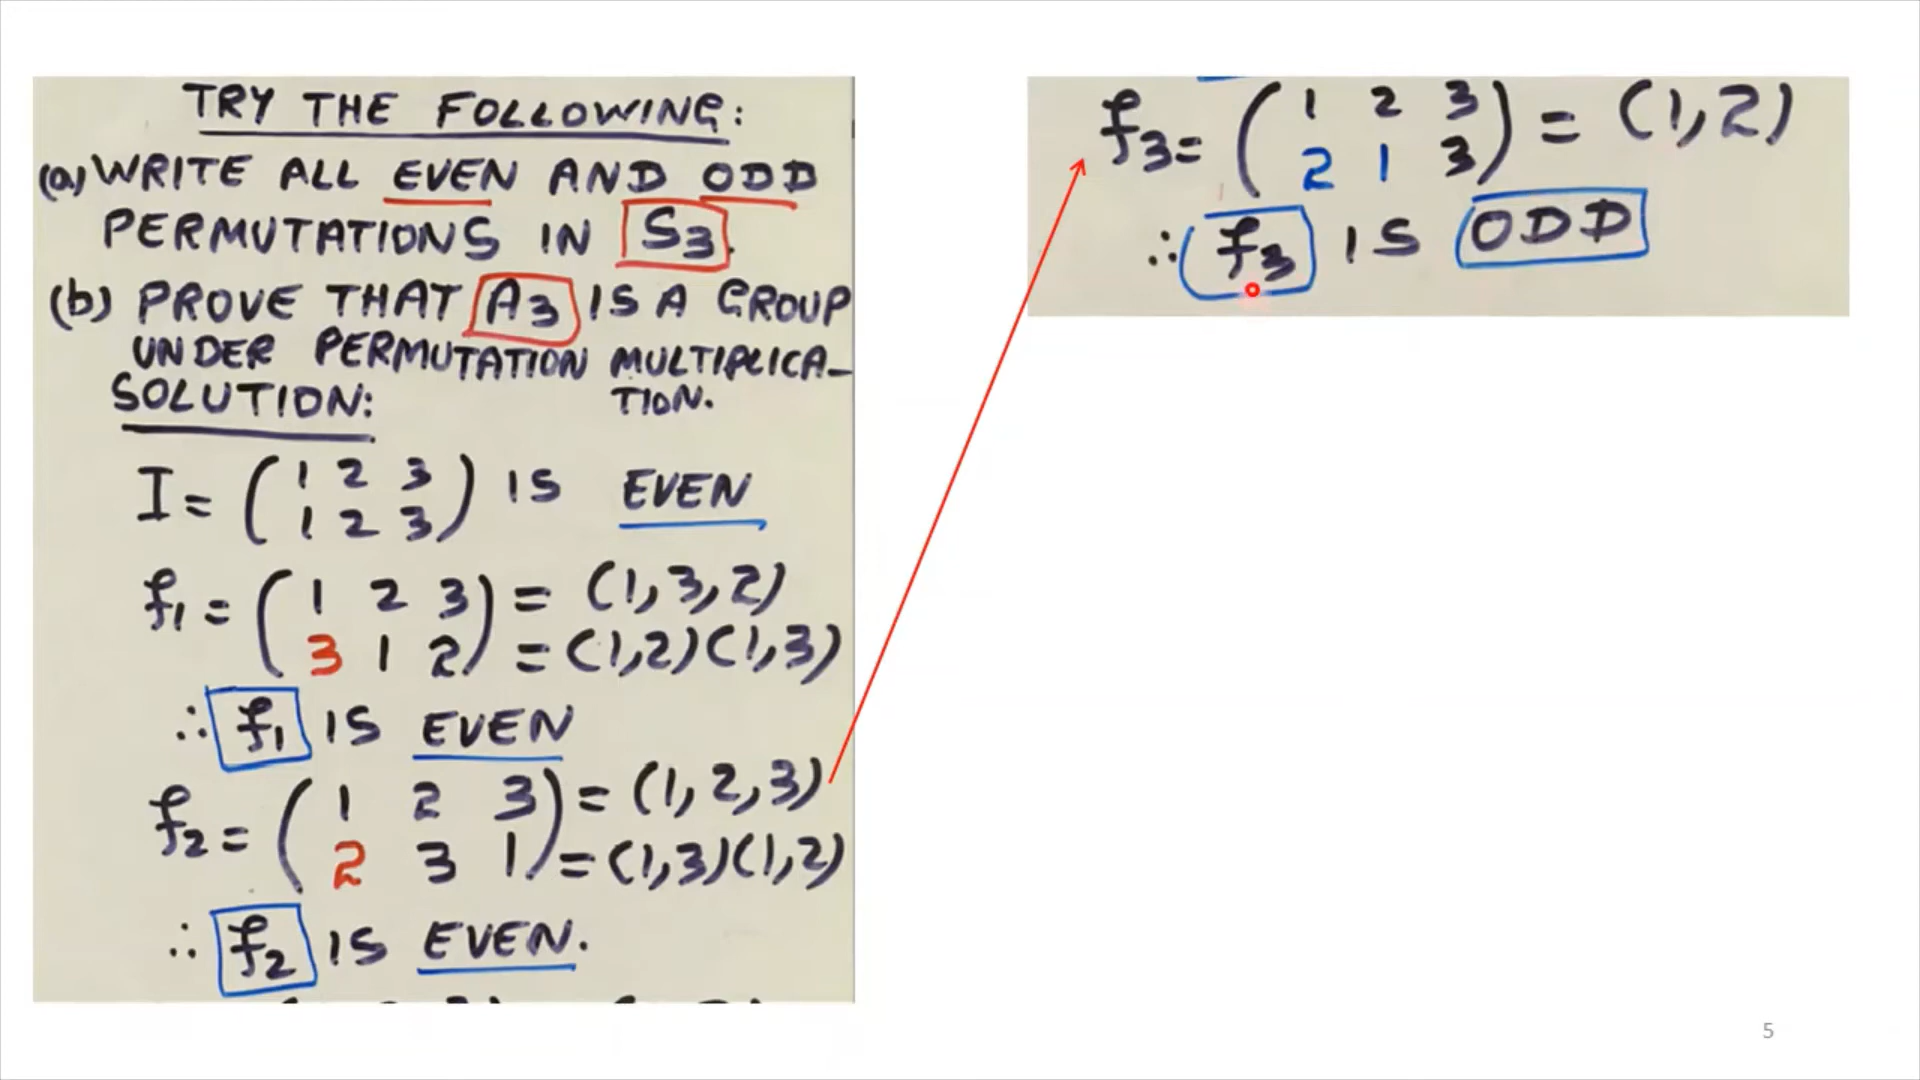 TRY THE FOLLOWING:
(a) WRITE ALL EVEN AND ODD
PERMUTATIONS IN S3.
(b) PROVE THAT A3 IS A GROUP
UNDER PERMUTATION MULTIPLICA-
TION.
SOLUTION:
I = ( 1 2 3 ) IS EVEN
( 1 2 3 )
f1 = ( 1 2 3 ) = (1,3,2)
( 3 1 2 ) = (1,2)(1,3)
∴ f1 IS EVEN
f2 = ( 1 2 3 ) = (1,2,3)
( 2 3 1 ) = (1,3)(1,2)
∴ f2 IS EVEN.
f3 = ( 1 2 3 ) = (1,2)
( 2 1 3 )
∴ f3 IS ODD
5